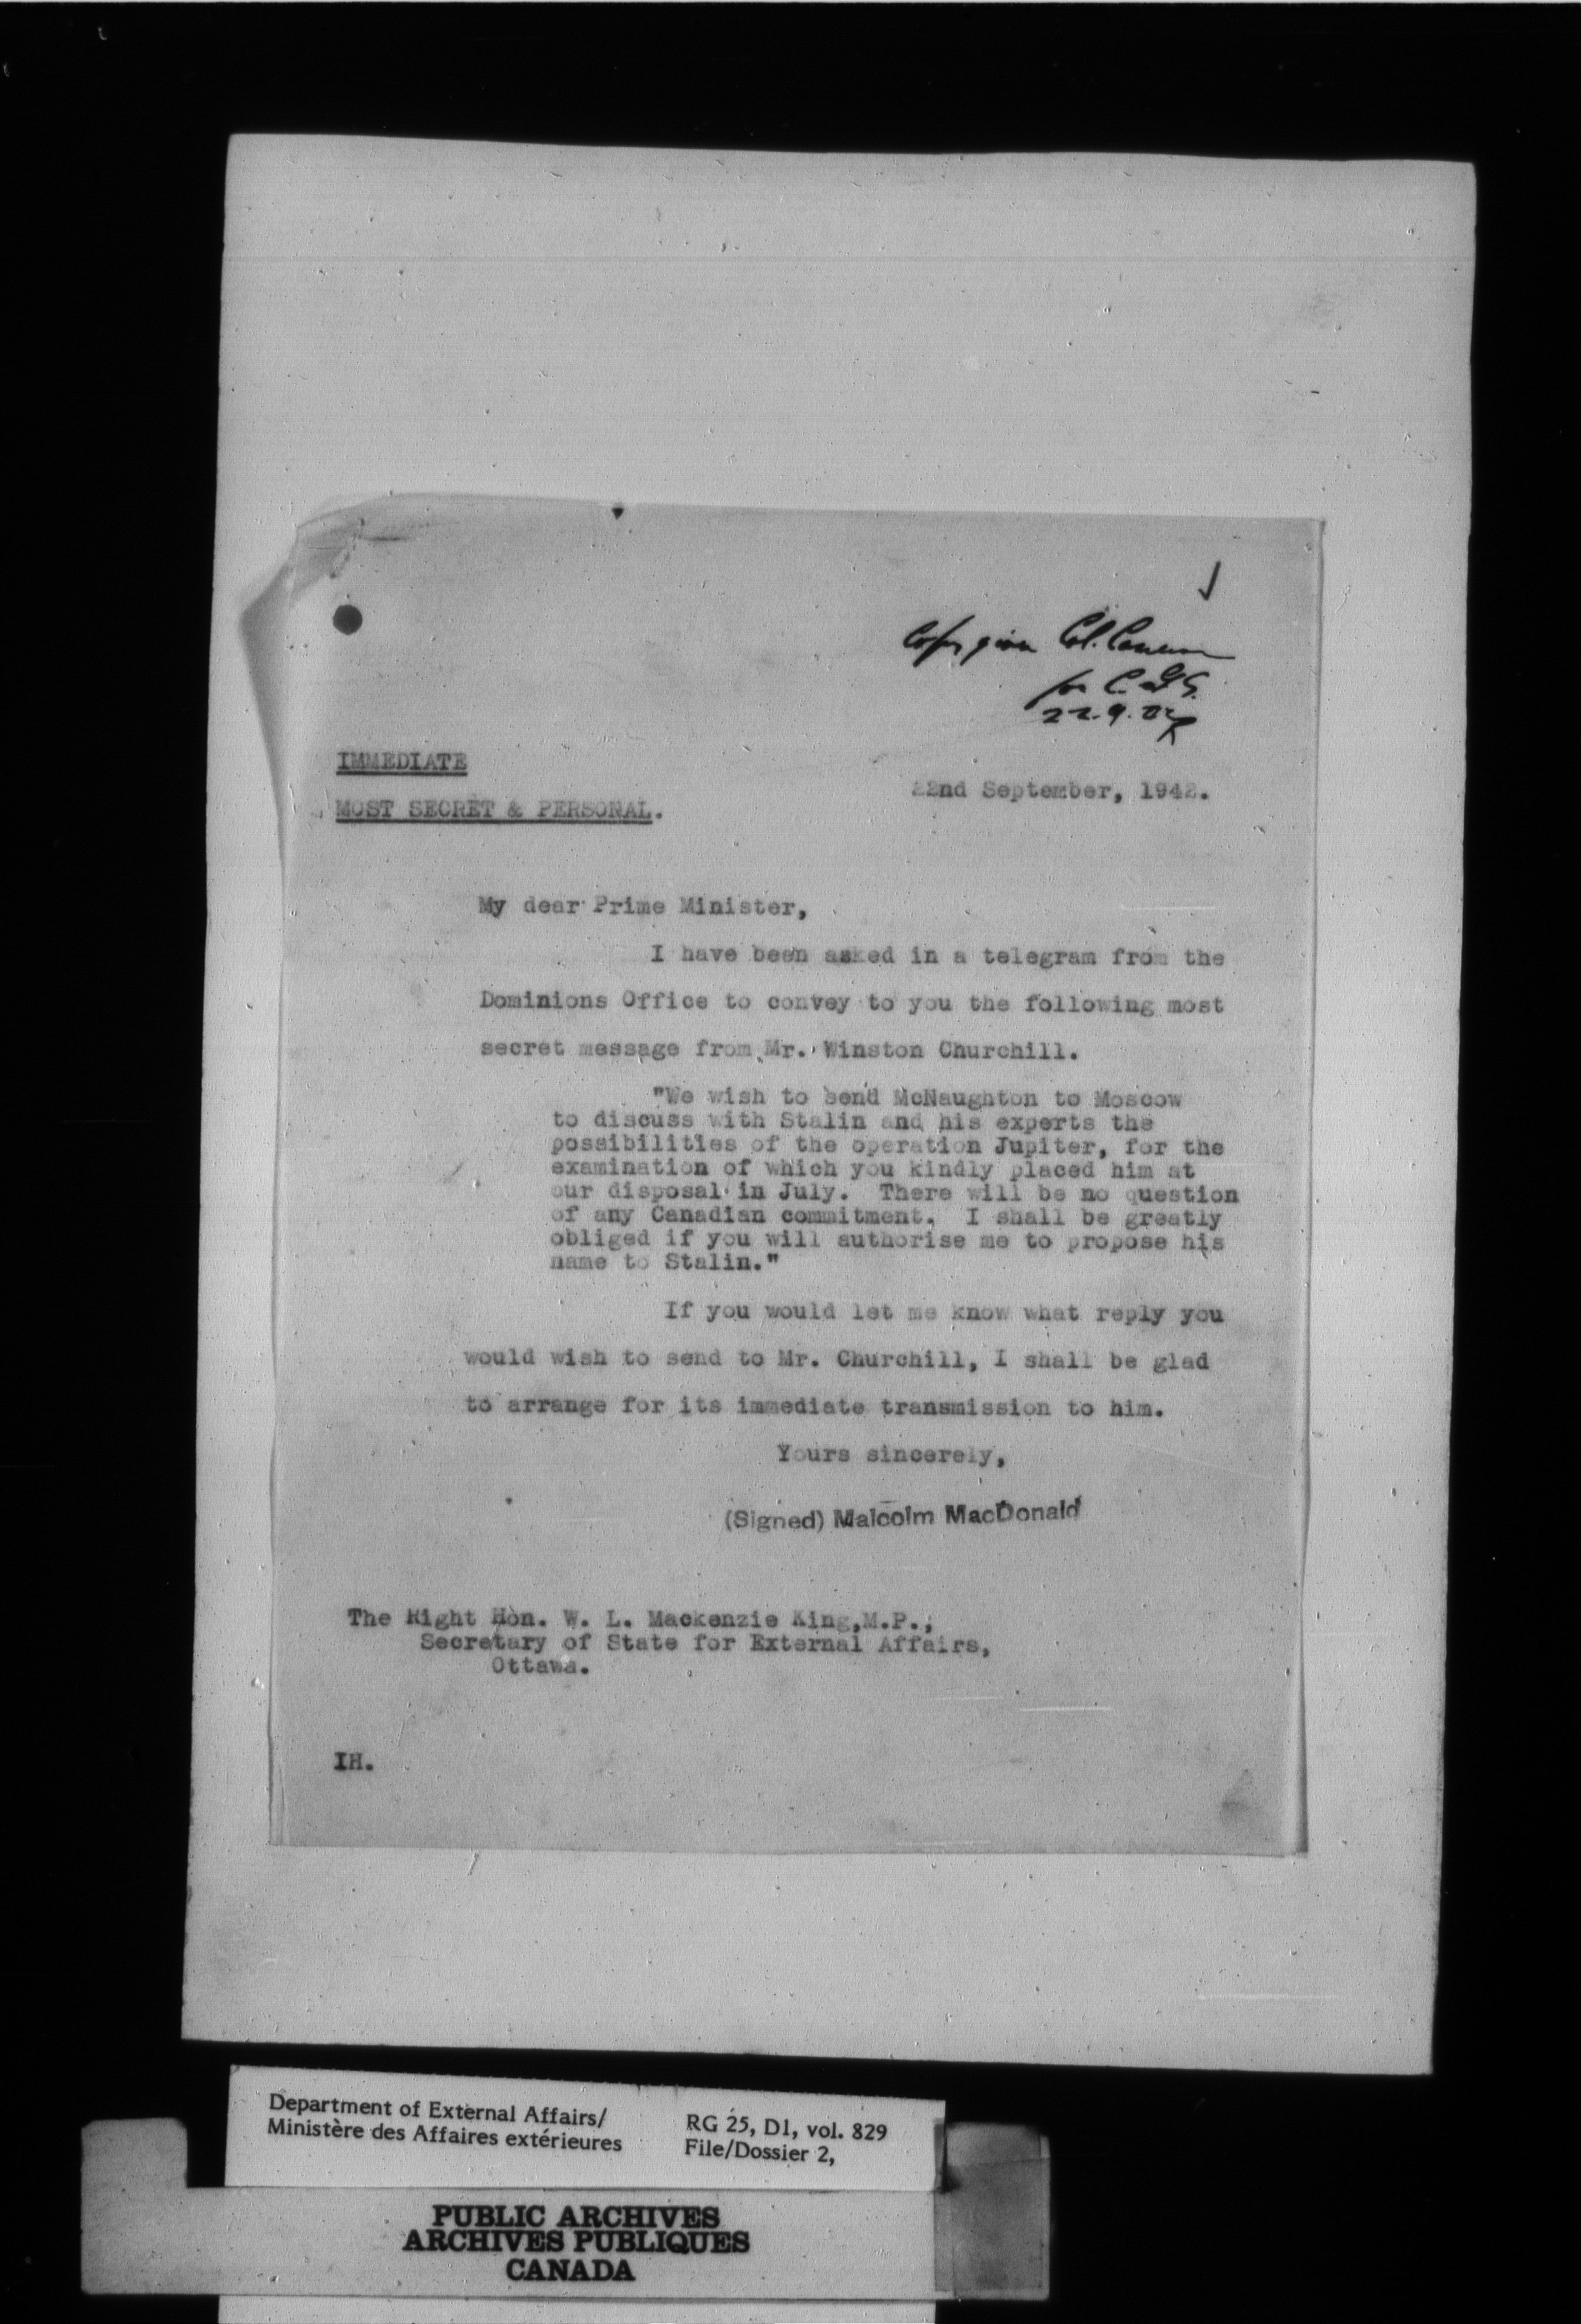 Copy given Col.
for C.G.S.
22.9.42
IMMEDIATE
22nd September, 1942.
MOST SECRET & PERSONAL.
My dear Prime Minister,
I have been asked in a telegram from the
Dominions Office to convey to you the following most
secret message from Mr. Winston Churchill.
"We wish to send McNaughton to Moscow
to discuss with Stalin and his experts the
possibilities of the operation Jupiter, for the
examination of which you kindly placed him at
our disposal in July. There will be no question
of any Canadian commitment. I shall be greatly
obliged if you will authorise me to propose his
name to Stalin."
If you would let me know what reply you
would wish to send to Mr. Churchill, I shall be glad
to arrange for its immediate transmission to him.
Yours sincerely,
(Signed) Malcolm MacDonald
The Right Hon. W. L. Mackenzie King,M.P.,
Secretary of State for External Affairs,
Ottawa.
IH.
Department of External Affairs/
Ministère des Affaires extérieures
RG 25, D1, vol. 829
File/Dossier 2,
PUBLIC ARCHIVES
ARCHIVES PUBLIQUES
CANADA